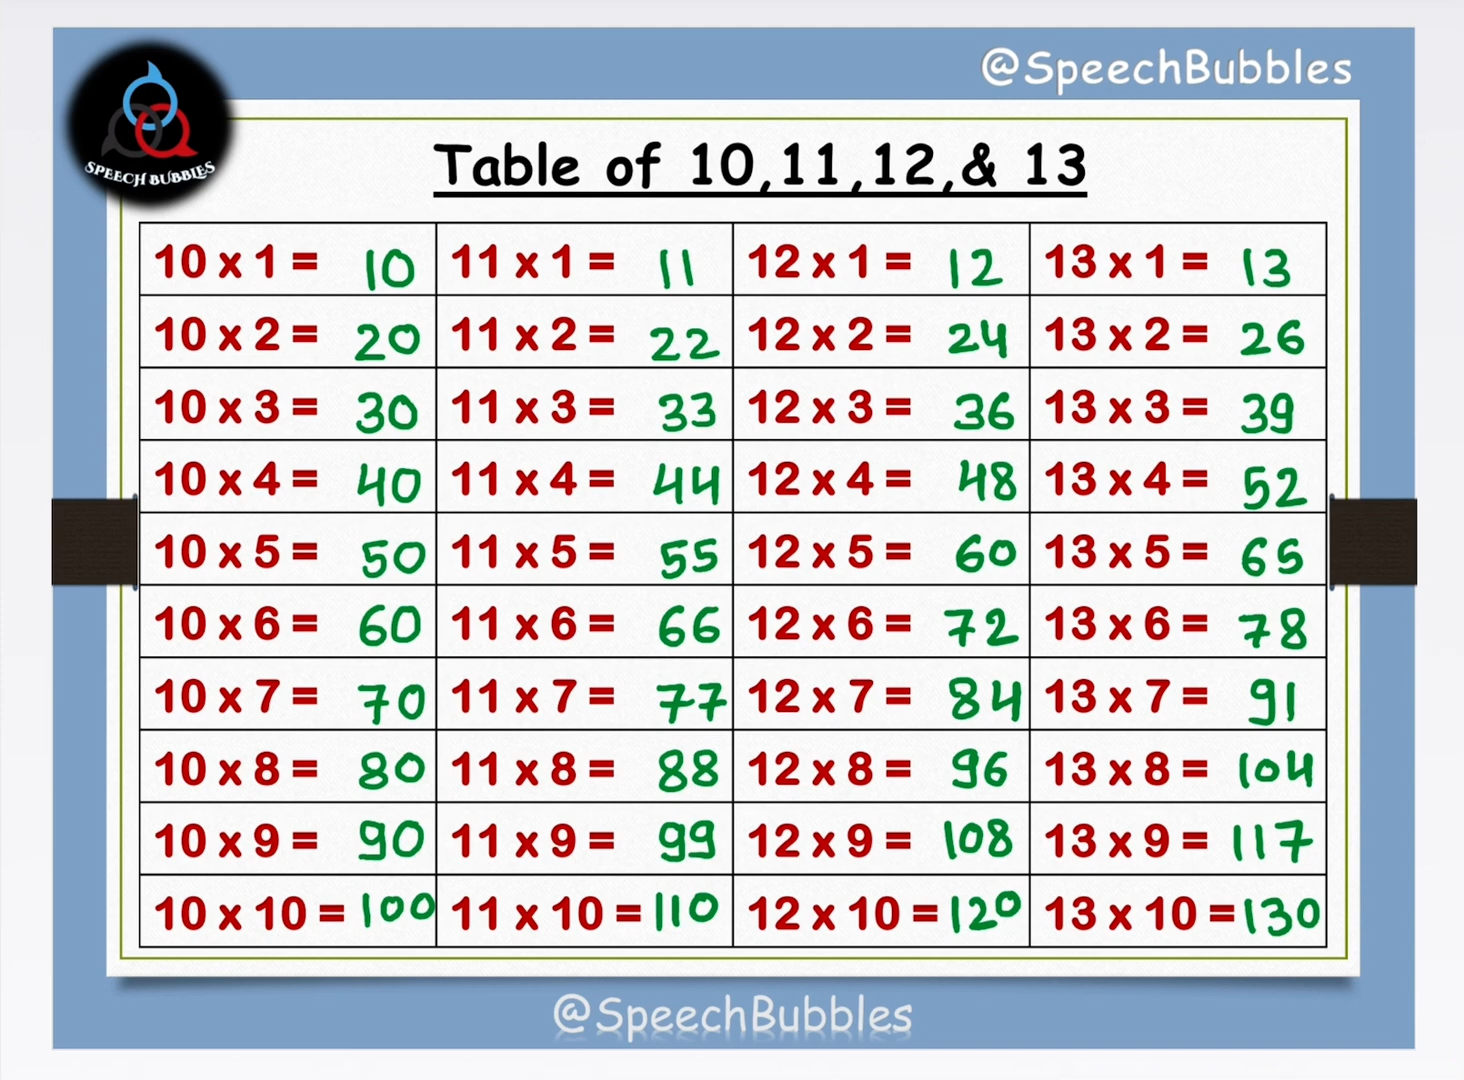 @SpeechBubbles
SPEECH BUBBLES
Table of 10,11,12,& 13
10 x 1 = 10 11 x 1 = 11 12 x 1 = 12 13 x 1 = 13
10 x 2 = 20 11 x 2 = 22 12 x 2 = 24 13 x 2 = 26
10 x 3 = 30 11 x 3 = 33 12 x 3 = 36 13 x 3 = 39
10 x 4 = 40 11 x 4 = 44 12 x 4 = 48 13 x 4 = 52
10 x 5 = 50 11 x 5 = 55 12 x 5 = 60 13 x 5 = 65
10 x 6 = 60 11 x 6 = 66 12 x 6 = 72 13 x 6 = 78
10 x 7 = 70 11 x 7 = 77 12 x 7 = 84 13 x 7 = 91
10 x 8 = 80 11 x 8 = 88 12 x 8 = 96 13 x 8 = 104
10 x 9 = 90 11 x 9 = 99 12 x 9 = 108 13 x 9 = 117
10 x 10 = 100 11 x 10 = 110 12 x 10 = 120 13 x 10 = 130
@SpeechBubbles